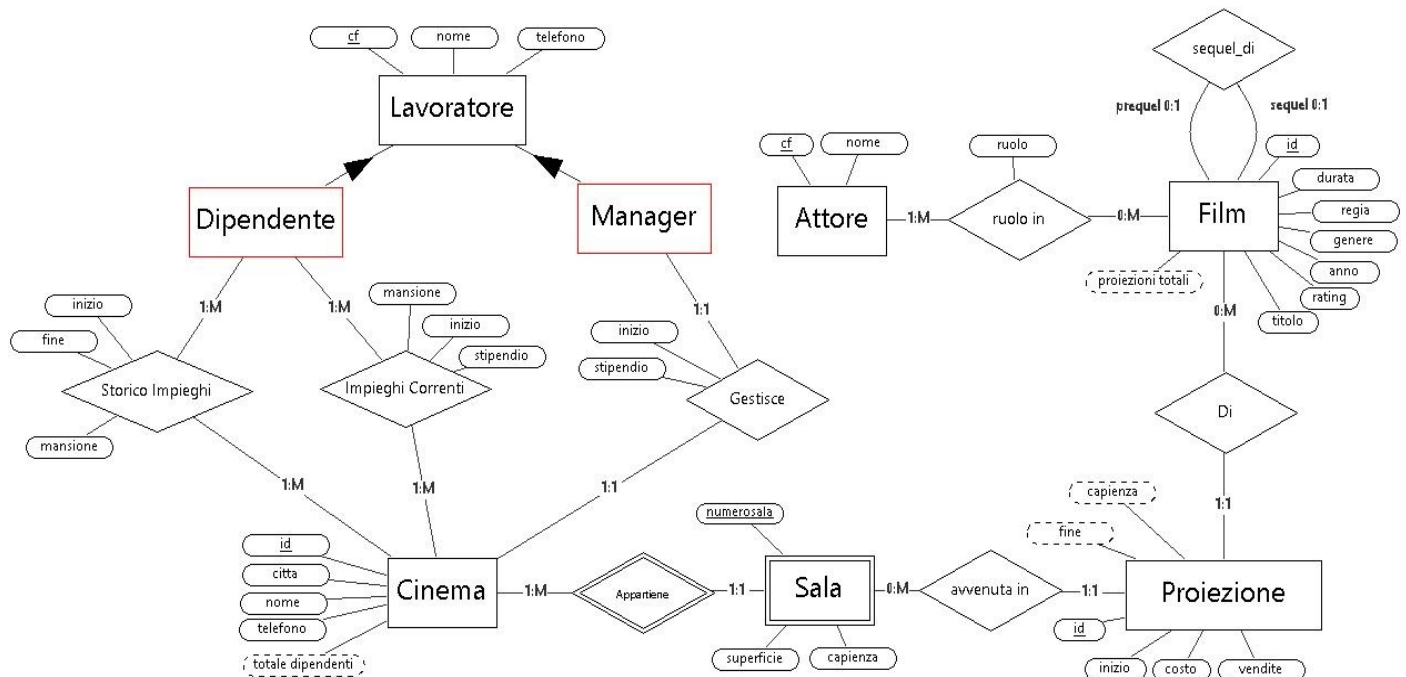 sequel_di
cf
nome
telefono
Lavoratore
prequel 0:1
sequel 0:1
cf
nome
ruolo
id
durata
regia
genere
anno
rating
titolo
proiezioni totali
Dipendente
Manager
Attore
1:M
ruolo in
0:M
Film
0:M
inizio
fine
1:M
1:M
mansione
inizio
stipendio
1:1
inizio
stipendio
Storico Impieghi
Impieghi Correnti
Gestisce
Di
mansione
1:M
1:M
1:1
1:1
id
citta
nome
telefono
totale dipendenti
Cinema
1:M
Appartiene
1:1
numerosala
Sala
superficie
capienza
0:M
avvenuta in
1:1
capienza
fine
Proiezione
id
inizio
costo
vendite